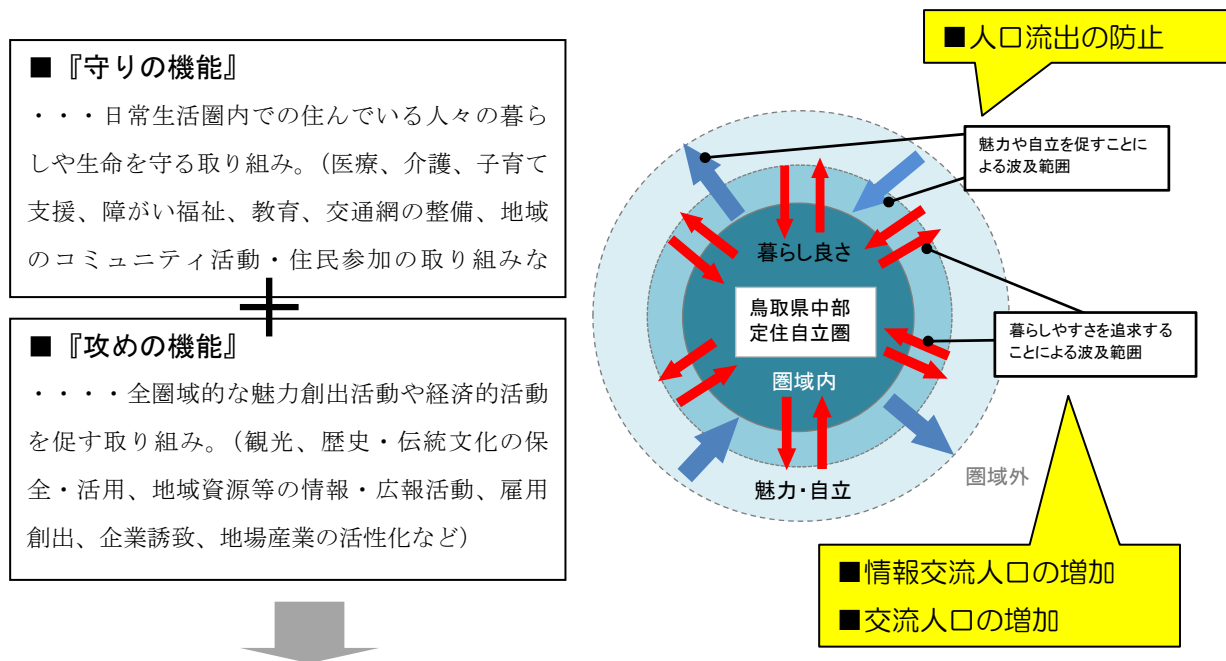 ■『守りの機能』
・・・日常生活圏内での住んでいる人々の暮ら
しや生命を守る取り組み。（医療、介護、子育て
支援、障がい福祉、教育、交通網の整備、地域
のコミュニティ活動・住民参加の取り組みな
■『攻めの機能』
・・・・全圏域的な魅力創出活動や経済的活動
を促す取り組み。（観光、歴史・伝統文化の保
全・活用、地域資源等の情報・広報活動、雇用
創出、企業誘致、地場産業の活性化など）
■人口流出の防止
魅力や自立を促すことに
よる波及範囲
暮らし良さ
鳥取県中部
定住自立圏
圏域内
魅力・自立
暮らしやすさを追求する
ことによる波及範囲
圏域外
■情報交流人口の増加
■交流人口の増加